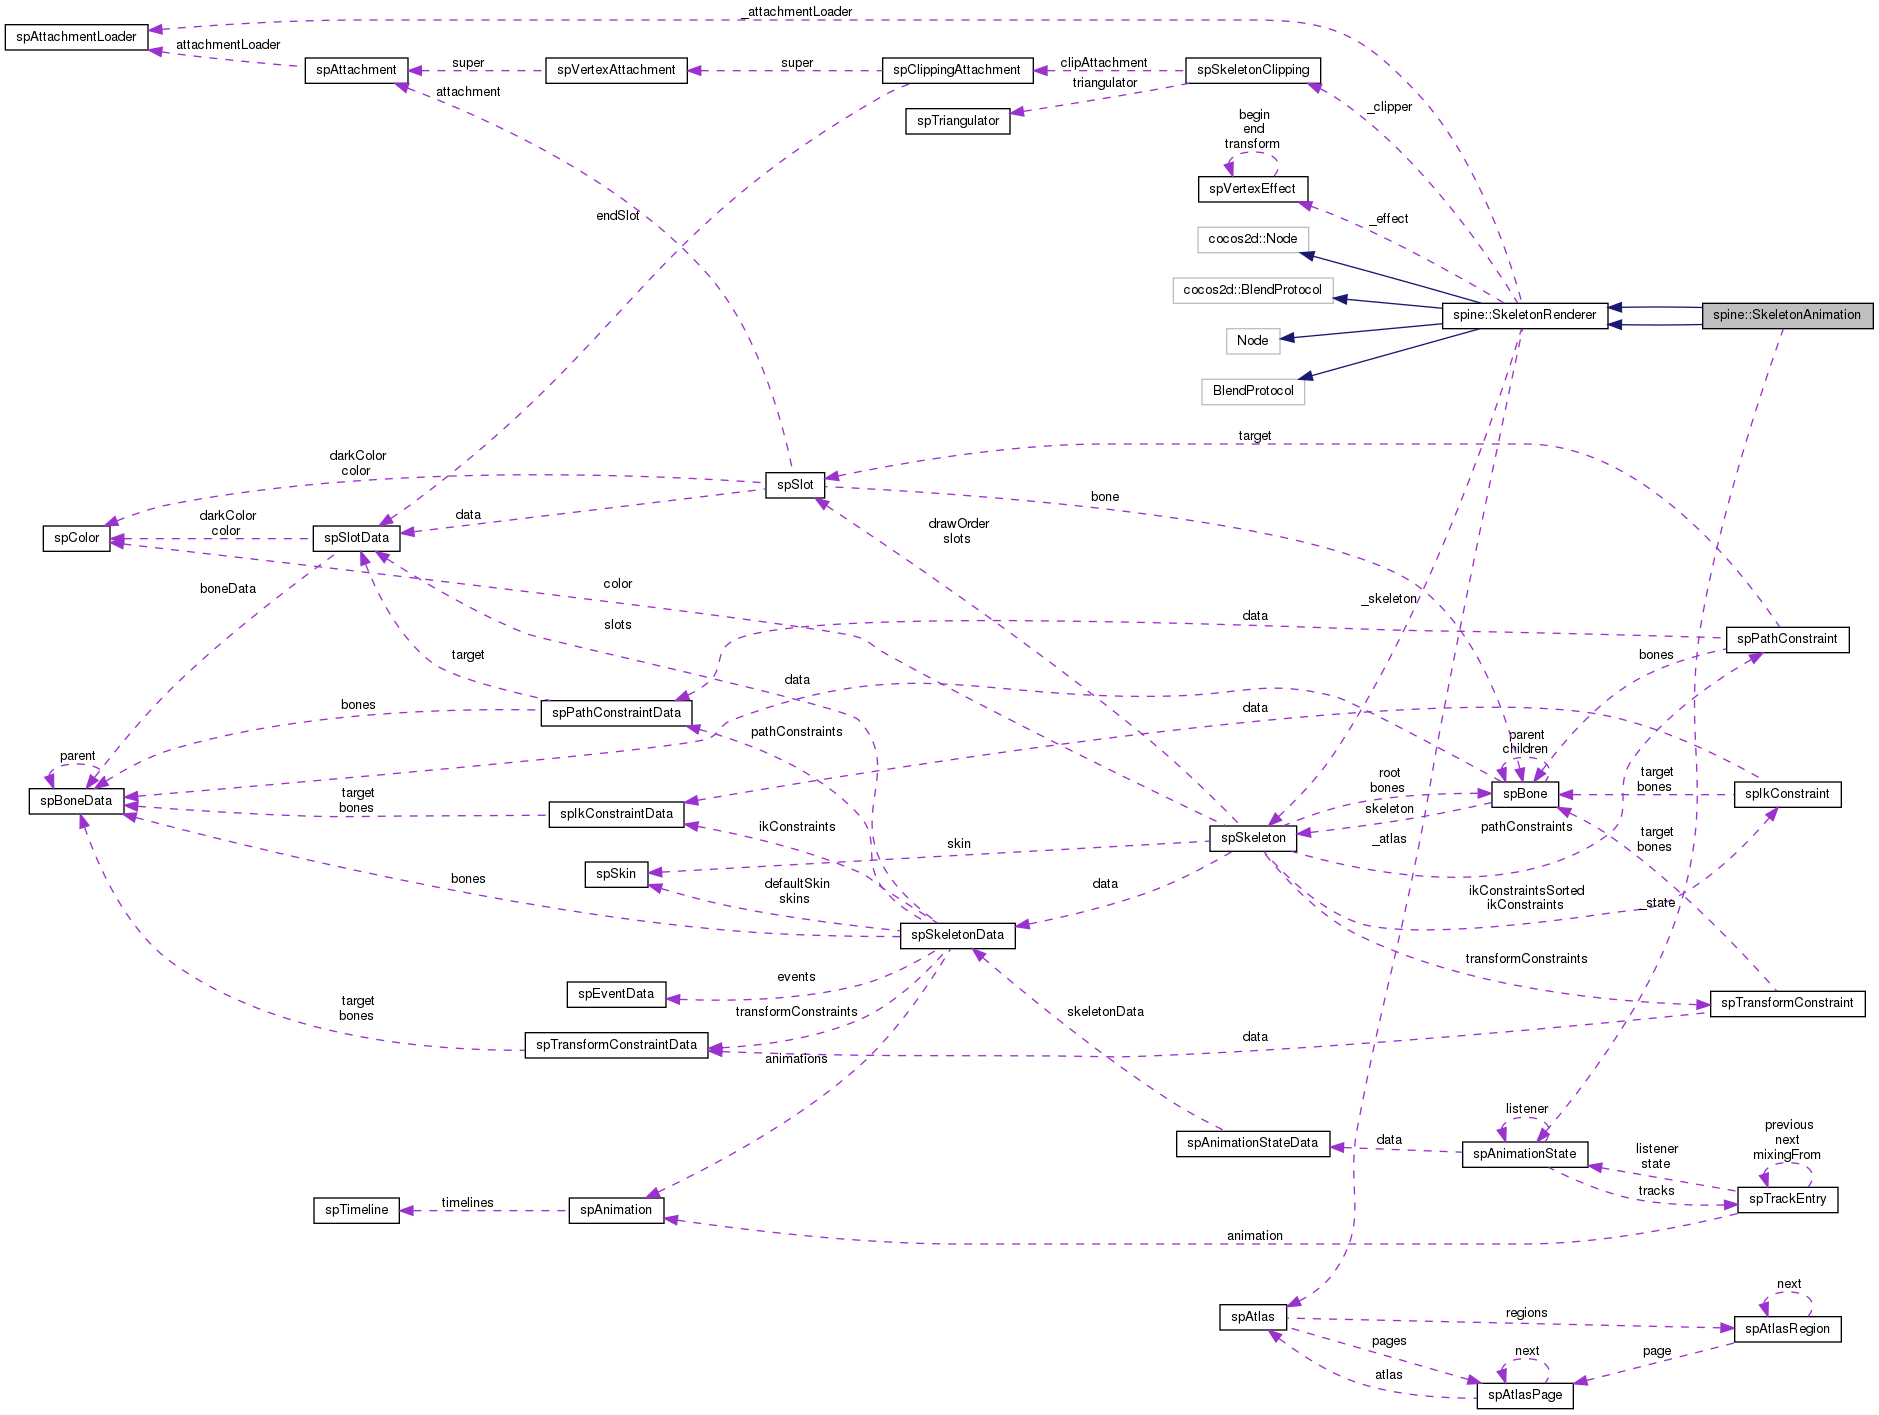 _attachmentLoader
spAttachmentLoader
attachmentLoader
spAttachment
super
spVertexAttachment
super
spClippingAttachment
clipAttachment
spSkeletonClipping
triangulator
attachment
spTriangulator
_clipper
begin
end
transform
spVertexEffect
endSlot
_effect
cocos2d::Node
cocos2d::BlendProtocol
spine::SkeletonRenderer
spine::SkeletonAnimation
Node
BlendProtocol
target
darkColor
color
spSlot
bone
data
darkColor
color
drawOrder
slots
spColor
spSlotData
boneData
color
_skeleton
slots
data
spPathConstraint
target
bones
data
spPathConstraintData
bones
data
pathConstraints
parent
parent
children
root
bones
target
bones
spBoneData
target
bones
spIkConstraintData
spBone
spIkConstraint
skeleton
ikConstraints
pathConstraints
spSkeleton
_atlas
target
bones
skin
spSkin
bones
defaultSkin
skins
data
ikConstraintsSorted
ikConstraints
_state
spSkeletonData
transformConstraints
events
spEventData
target
bones
transformConstraints
skeletonData
spTransformConstraint
spTransformConstraintData
data
animations
listener
previous
next
mixingFrom
spAnimationStateData
data
spAnimationState
listener
state
tracks
spTrackEntry
spTimeline
timelines
spAnimation
animation
next
spAtlas
regions
spAtlasRegion
pages
next
page
atlas
spAtlasPage